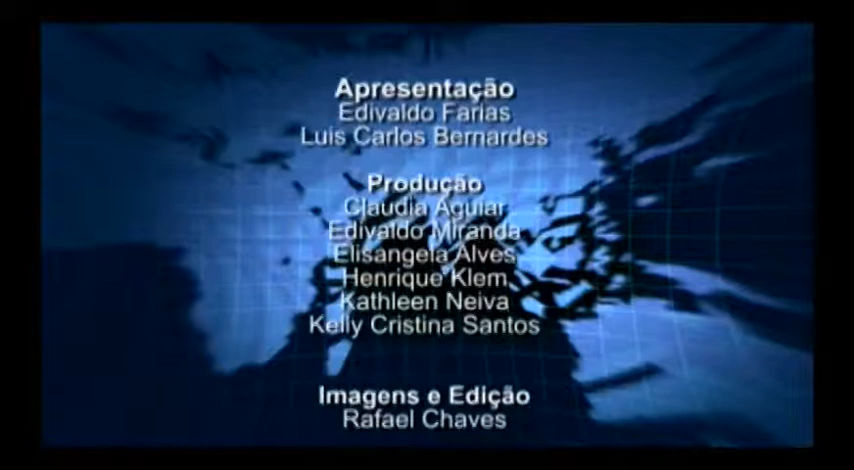 Apresentação
Edivaldo Farias
Luis Carlos Bernardes
Produção
Claudia Aguiar
Edivaldo Miranda
Elisangela Alves
Henrique Klem
Kathleen Neiva
Kelly Cristina Santos
Imagens e Edição
Rafael Chaves